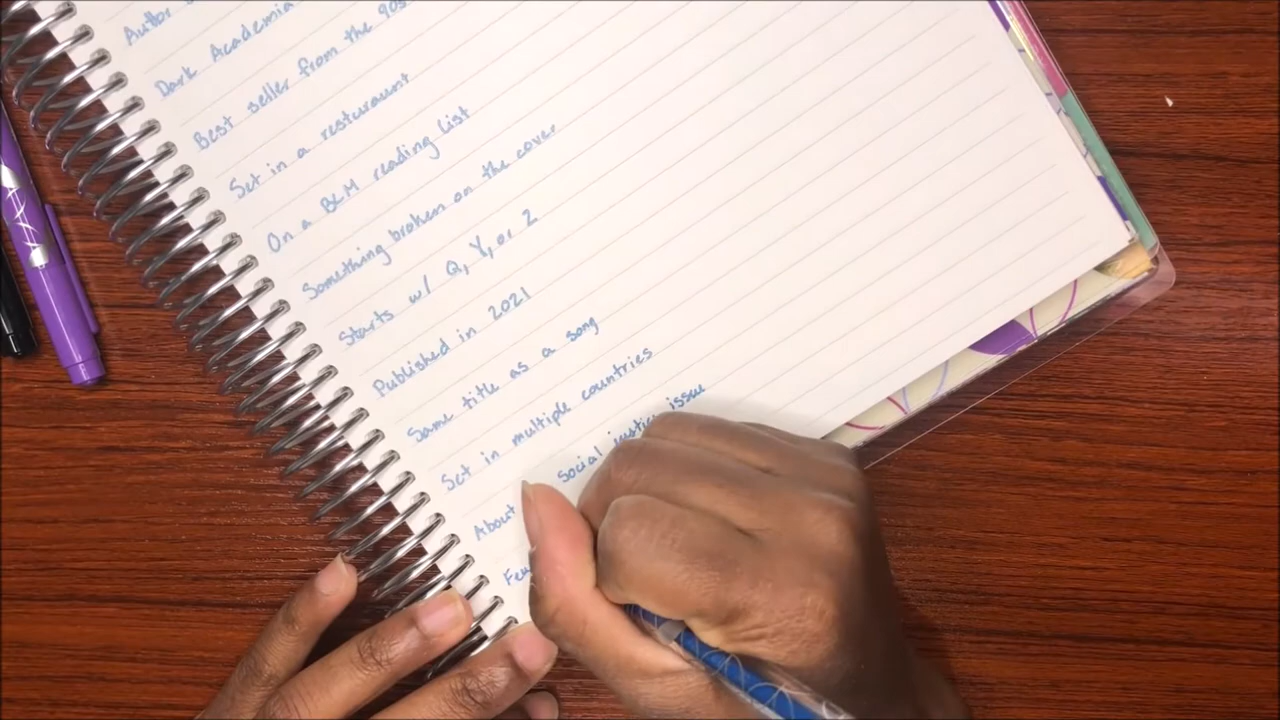 Author
Dark Academia
Best seller from the 90s
Set in a resturaunt
On a BLM reading list
Something broken on the cover
Starts w/ Q, Y, or Z
Published in 2021
Same title as a song
Set in multiple countries
About social justice issue